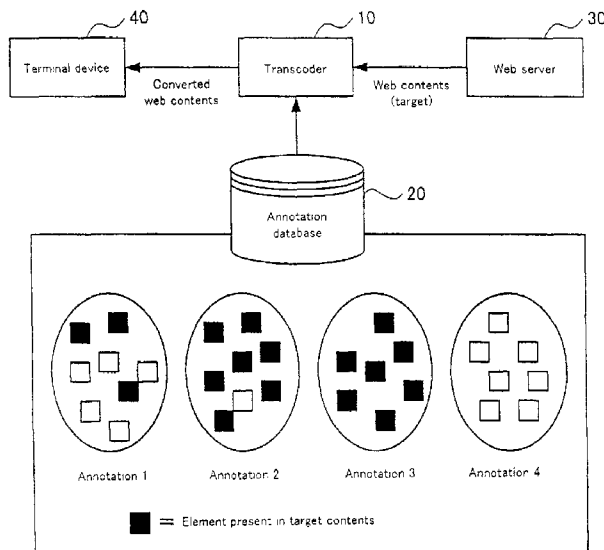 40
10
30
Terminal device
Transcoder
Web server
Converted
web contents
Web contents
(target)
20
Annotation
database
Annotation 1
Annotation 2
Annotation 3
Annotation 4
= Element present in target contents